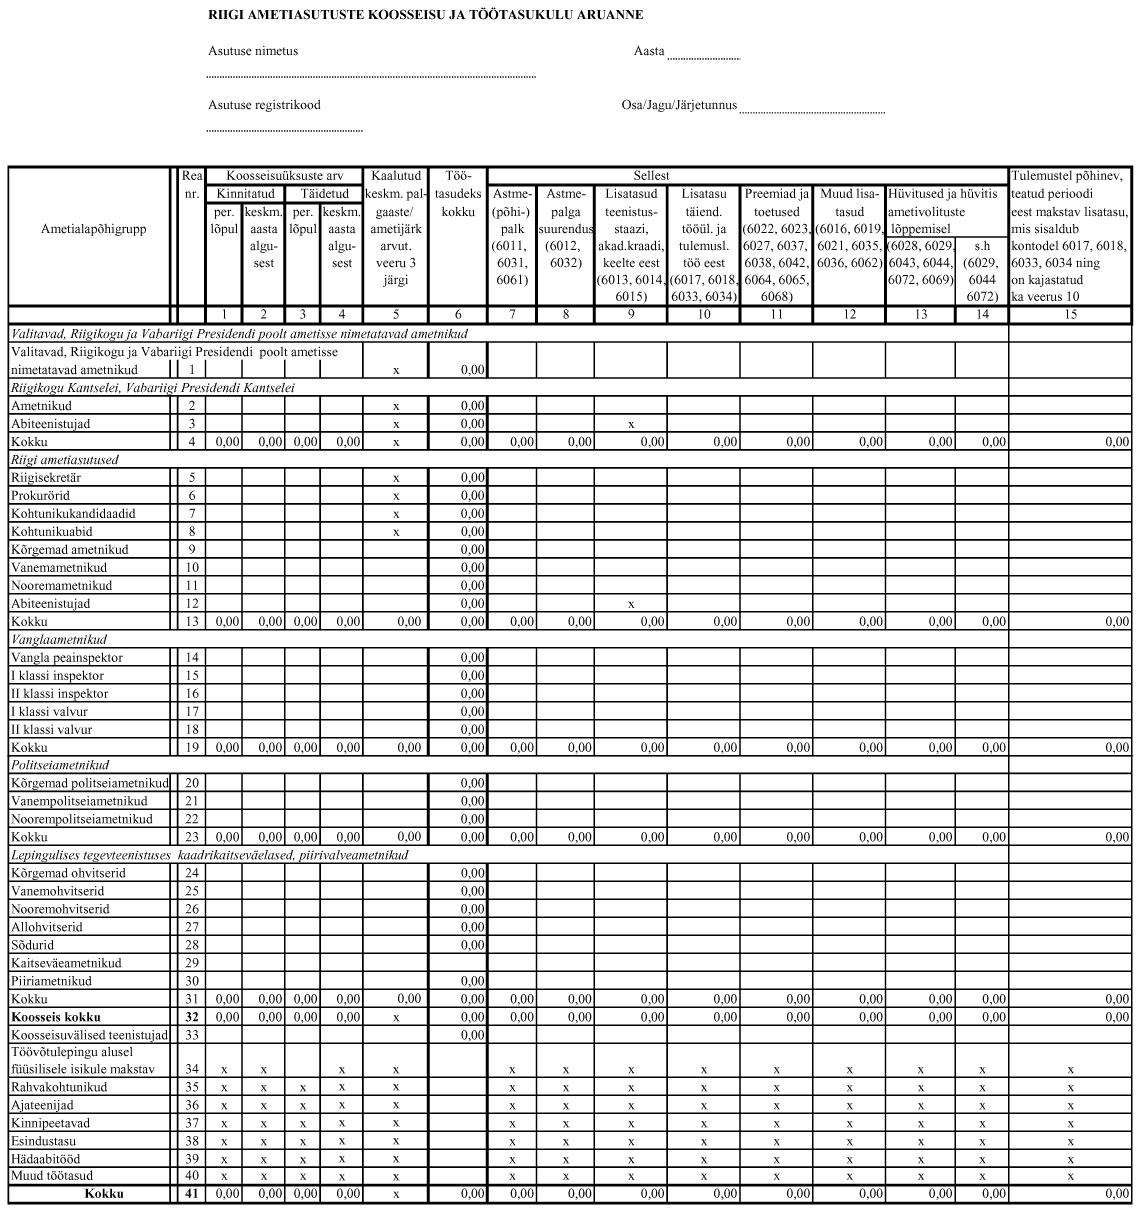 RIIGI AMETIASUTUSTE KOOSSEISU JA TÖÖTASUKULU ARUANNE
Asutuse nimetus Aasta
Asutuse registrikood Osa/Jagu/Järjetunnus
Ametialapõhigrupp
Rea nr.
Koosseisuüksuste arv
Kinnitatud Täidetud
per. lõpul
keskm. aasta algu- sest
per. lõpul
keskm. aasta algu- sest
Kaalutud keskm. pal- gaaste/ ametijärk arvut. veeru 3 järgi
Töö- tasudeks kokku
Sellest
Astme- (põhi-) palk (6011, 6031, 6061)
Astme- palga suurendus (6012, 6032)
Lisatasud teenistus- staazi, akad.kraadi, keelte eest (6013, 6014, 6015)
Lisatasu täiend. tööül. ja tulemusl. töö eest (6017, 6018, 6033, 6034)
Preemiad ja toetused (6022, 6023, 6027, 6037, 6038, 6042, 6064, 6065, 6068)
Muud lisa- tasud (6016, 6019, 6021, 6035, 6036, 6062)
Hüvitused ja hüvitis ametivolituste lõppemisel
(6028, 6029, 6043, 6044, 6072, 6069)
s.h (6029, 6044 6072)
Tulemustel põhinev, teatud perioodi eest makstav lisatasu, mis sisaldub kontodel 6017, 6018, 6033, 6034 ning on kajastatud ka veerus 10
1 2 3 4 5 6 7 8 9 10 11 12 13 14 15
Valitavad, Riigikogu ja Vabariigi Presidendi poolt ametisse nimetatavad ametnikud
Valitavad, Riigikogu ja Vabariigi Presidendi poolt ametisse
nimetatavad ametnikud 1 x 0,00
Riigikogu Kantselei, Vabariigi Presidendi Kantselei
Ametnikud 2 x 0,00
Abiteenistujad 3 x 0,00 x
Kokku 4 0,00 0,00 0,00 0,00 x 0,00 0,00 0,00 0,00 0,00 0,00 0,00 0,00 0,00 0,00
Riigi ametiasutused
Riigisekretär 5 x 0,00
Prokurörid 6 x 0,00
Kohtunikukandidaadid 7 x 0,00
Kohtunikuabid 8 x 0,00
Kõrgemad ametnikud 9 0,00
Vanemametnikud 10 0,00
Nooremametnikud 11 0,00
Abiteenistujad 12 0,00 x
Kokku 13 0,00 0,00 0,00 0,00 0,00 0,00 0,00 0,00 0,00 0,00 0,00 0,00 0,00 0,00 0,00
Vanglaametnikud
Vangla peainspektor 14 0,00
I klassi inspektor 15 0,00
II klassi inspektor 16 0,00
I klassi valvur 17 0,00
II klassi valvur 18 0,00
Kokku 19 0,00 0,00 0,00 0,00 0,00 0,00 0,00 0,00 0,00 0,00 0,00 0,00 0,00 0,00 0,00
Politseiametnikud
Kõrgemad politseiametnikud 20 0,00
Vanempolitseiametnikud 21 0,00
Noorempolitseiametnikud 22 0,00
Kokku 23 0,00 0,00 0,00 0,00 0,00 0,00 0,00 0,00 0,00 0,00 0,00 0,00 0,00 0,00 0,00
Lepingulises tegevteenistuses kaadrikaitseväelased, piirivalveametnikud
Kõrgemad ohvitserid 24 0,00
Vanemohvitserid 25 0,00
Nooremohvitserid 26 0,00
Allohvitserid 27 0,00
Sõdurid 28 0,00
Kaitseväeametnikud 29
Piiriametnikud 30 0,00
Kokku 31 0,00 0,00 0,00 0,00 0,00 0,00 0,00 0,00 0,00 0,00 0,00 0,00 0,00 0,00 0,00
Koosseis kokku 32 0,00 0,00 0,00 0,00 x 0,00 0,00 0,00 0,00 0,00 0,00 0,00 0,00 0,00 0,00
Koosseisuvälised teenistujad 33 0,00
Töövõtulepingu alusel
füüsilisele isikule makstav 34 x x x x x x x x x x x x x
Rahvakohtunikud 35 x x x x x x x x x x x x x x
Ajateenijad 36 x x x x x x x x x x x x x x
Kinnipeetavad 37 x x x x x x x x x x x x x x
Esindustasu 38 x x x x x x x x x x x x x x
Hädaabitööd 39 x x x x x x x x x x x x x x
Muud töötasud 40 x x x x x x x x x x x x x x
Kokku 41 0,00 0,00 0,00 0,00 x 0,00 0,00 0,00 0,00 0,00 0,00 0,00 0,00 0,00 0,00